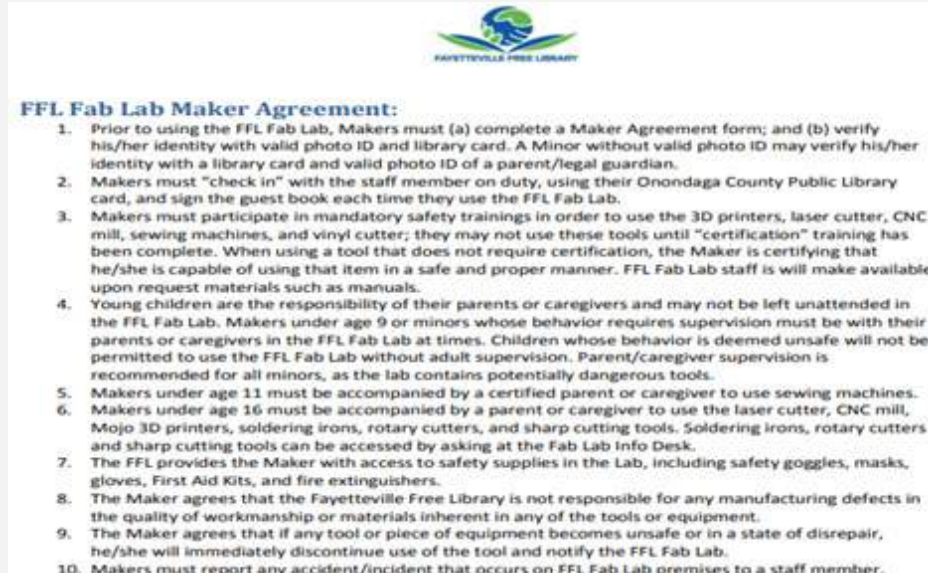 FAYETTEVILLE FREE LIBRARY
FFL Fab Lab Maker Agreement:
1. Prior to using the FFL Fab Lab, Makers must (a) complete a Maker Agreement form; and (b) verify
his/her identity with valid photo ID and library card. A Minor without valid photo ID may verify his/her
identity with a library card and valid photo ID of a parent/legal guardian.
2. Makers must "check in" with the staff member on duty, using their Onondaga County Public Library
card, and sign the guest book each time they use the FFL Fab Lab.
3. Makers must participate in mandatory safety trainings in order to use the 3D printers, laser cutter, CNC
mill, sewing machines, and vinyl cutter; they may not use these tools until "certification" training has
been complete. When using a tool that does not require certification, the Maker is certifying that
he/she is capable of using that item in a safe and proper manner. FFL Fab Lab staff is will make available
upon request materials such as manuals.
4. Young children are the responsibility of their parents or caregivers and may not be left unattended in
the FFL Fab Lab. Makers under age 9 or minors whose behavior requires supervision must be with their
parents or caregivers in the FFL Fab Lab at times. Children whose behavior is deemed unsafe will not be
permitted to use the FFL Fab Lab without adult supervision. Parent/caregiver supervision is
recommended for all minors, as the lab contains potentially dangerous tools.
5. Makers under age 11 must be accompanied by a certified parent or caregiver to use sewing machines.
6. Makers under age 16 must be accompanied by a parent or caregiver to use the laser cutter, CNC mill,
Mojo 3D printers, soldering irons, rotary cutters, and sharp cutting tools. Soldering irons, rotary cutters
and sharp cutting tools can be accessed by asking at the Fab Lab Info Desk.
7. The FFL provides the Maker with access to safety supplies in the Lab, including safety goggles, masks,
gloves, First Aid Kits, and fire extinguishers.
8. The Maker agrees that the Fayetteville Free Library is not responsible for any manufacturing defects in
the quality of workmanship or materials inherent in any of the tools or equipment.
9. The Maker agrees that if any tool or piece of equipment becomes unsafe or in a state of disrepair,
he/she will immediately discontinue use of the tool and notify the FFL Fab Lab.
10. Makers must report any accident/incident that occurs on FFL Fab Lab premises to a staff member.